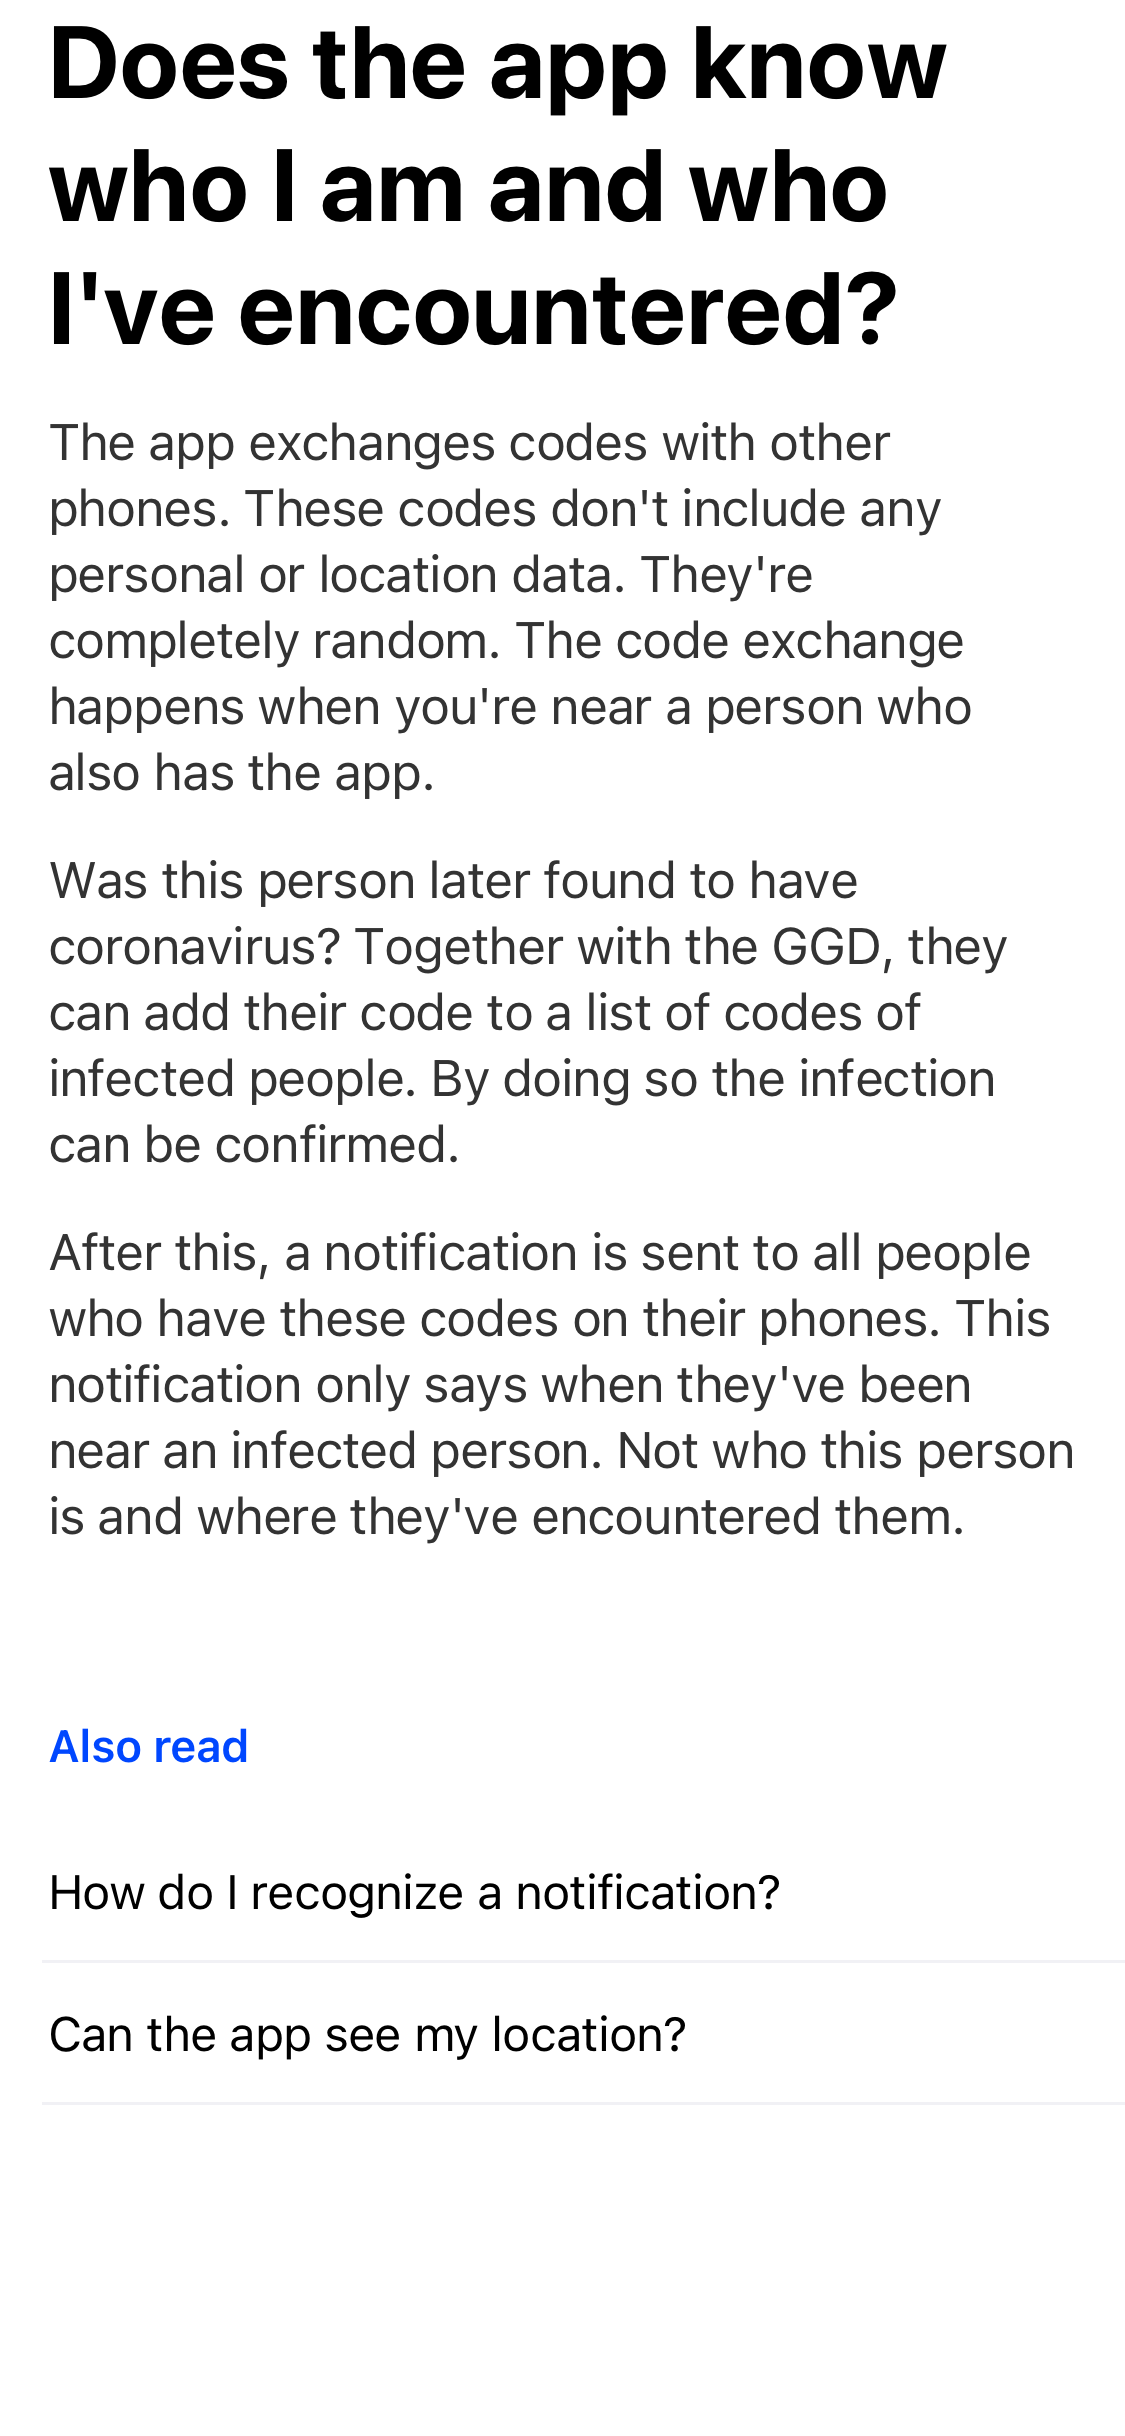 Does the app know
who I am and who
I've encountered?
The app exchanges codes with other
phones. These codes don't include any
personal or location data. They're
completely random. The code exchange
happens when you're near a person who
also has the app.
Was this person later found to have
coronavirus? Together with the GGD, they
can add their code to a list of codes of
infected people. By doing so the infection
can be confirmed.
After this, a notification is sent to all people
who have these codes on their phones. This
notification only says when they've been
near an infected person. Not who this person
is and where they've encountered them.
Also read
How do I recognize a notification?
Can the app see my location?